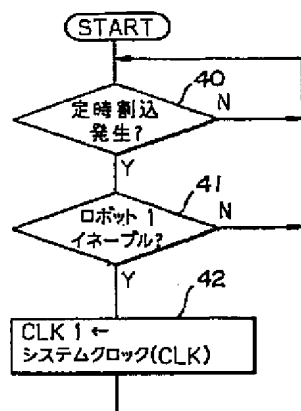 START
40
定時割込
発生?
N
Y
41
ロボット1
イネーブル?
N
Y
42
CLK 1 ←
システムクロック(CLK)